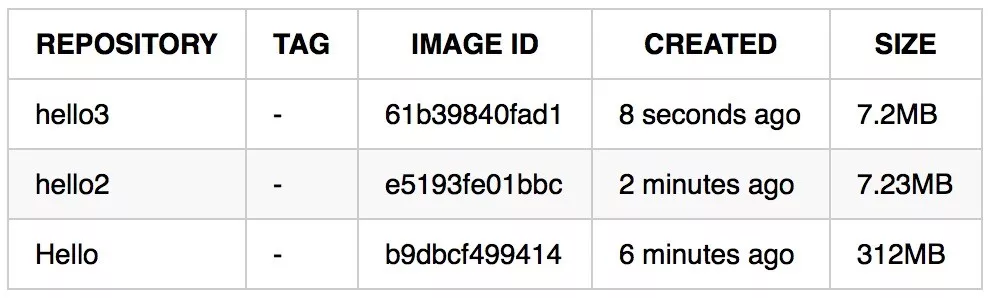 REPOSITORY TAG IMAGE ID CREATED SIZE
hello3 - 61b39840fad1 8 seconds ago 7.2MB
hello2 - e5193fe01bbc 2 minutes ago 7.23MB
Hello - b9dbcf499414 6 minutes ago 312MB